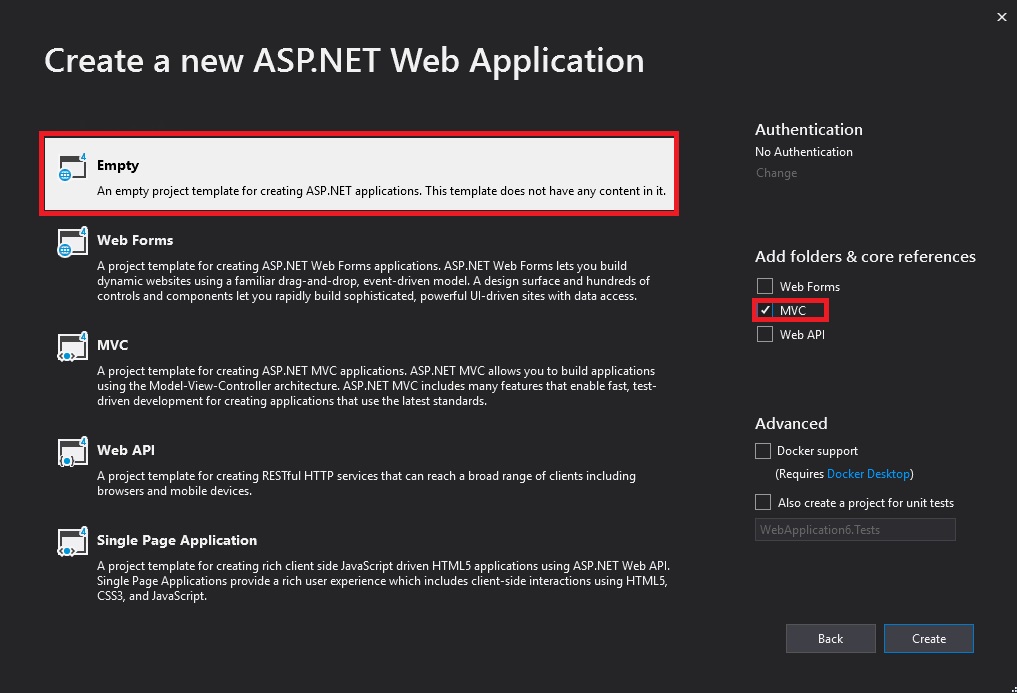 Create a new ASP.NET Web Application
Empty
An empty project template for creating ASP.NET applications. This template does not have any content in it.
Web Forms
A project template for creating ASP.NET Web Forms applications. ASP.NET Web Forms lets you build
dynamic websites using a familiar drag-and-drop, event-driven model. A design surface and hundreds of
controls and components let you rapidly build sophisticated, powerful UI-driven sites with data access.
MVC
A project template for creating ASP.NET MVC applications. ASP.NET MVC allows you to build applications
using the Model-View-Controller architecture. ASP.NET MVC includes many features that enable fast, test-
driven development for creating applications that use the latest standards.
Web API
A project template for creating RESTful HTTP services that can reach a broad range of clients including
browsers and mobile devices.
Single Page Application
A project template for creating rich client side JavaScript driven HTML5 applications using ASP.NET Web API.
Single Page Applications provide a rich user experience which includes client-side interactions using HTML5,
CSS3, and JavaScript.
Authentication
No Authentication
Change
Add folders & core references
Web Forms
MVC
Web API
Advanced
Docker support
(Requires Docker Desktop)
Also create a project for unit tests
WebApplication6.Tests
Back
Create